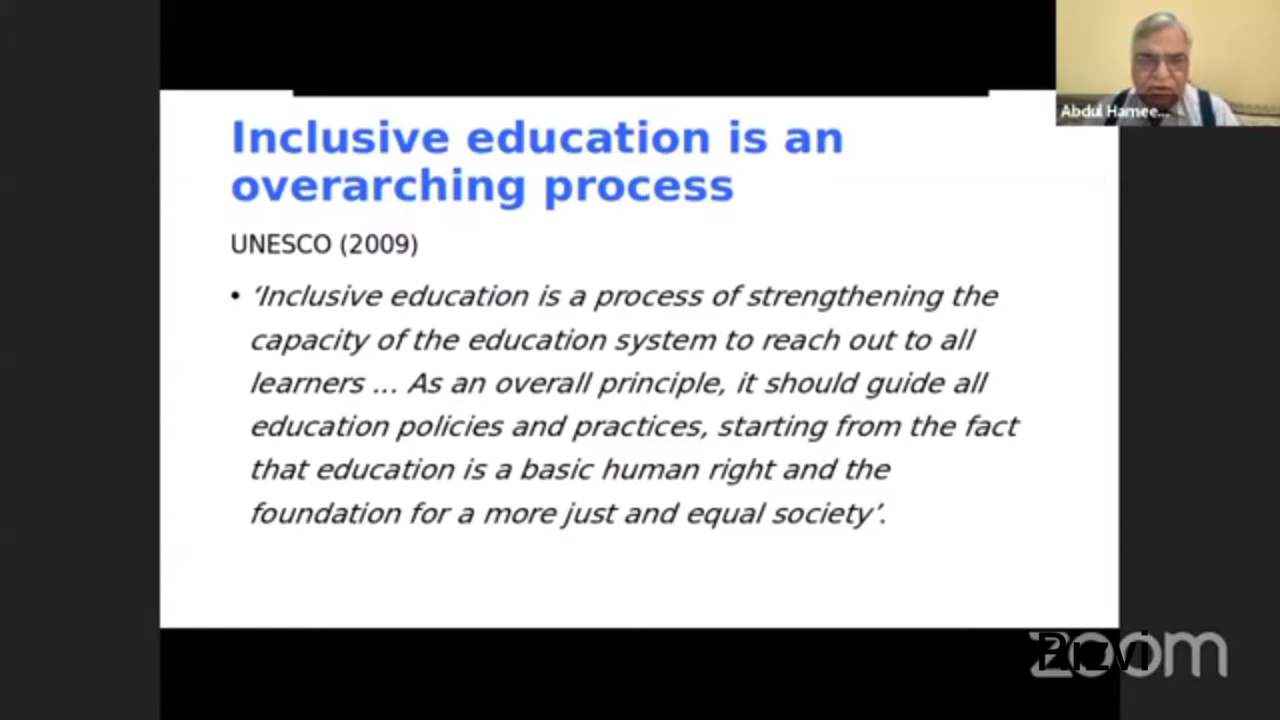 Inclusive education is an
overarching process
UNESCO (2009)
• ‘Inclusive education is a process of strengthening the
capacity of the education system to reach out to all
learners ... As an overall principle, it should guide all
education policies and practices, starting from the fact
that education is a basic human right and the
foundation for a more just and equal society’.
Abdul Hamee...
zoom